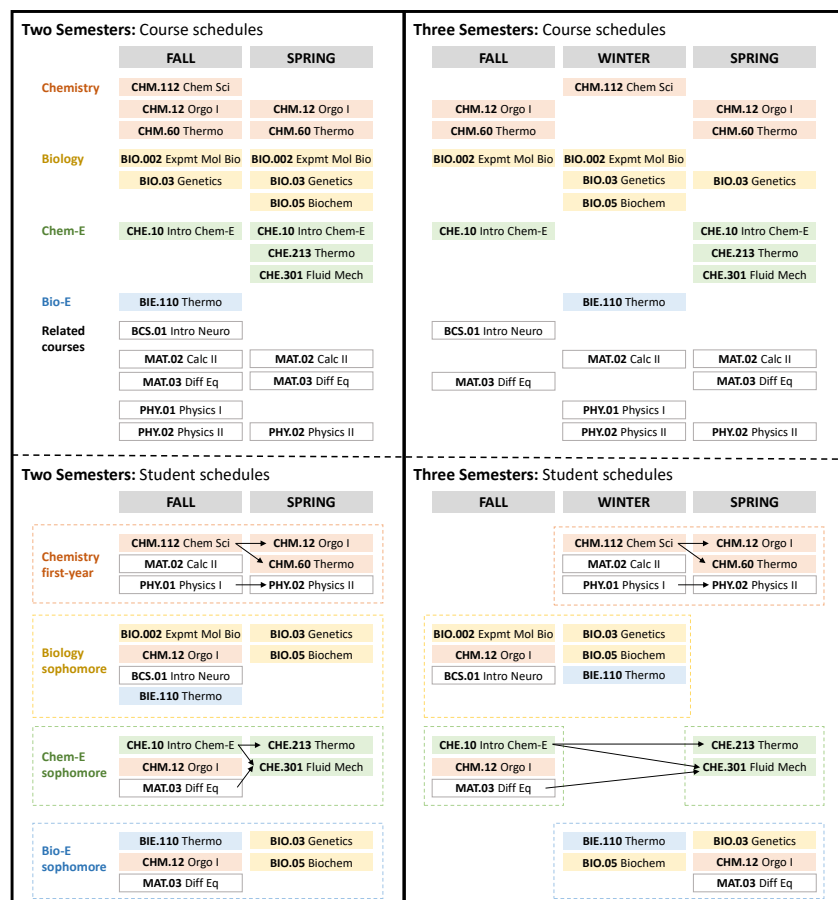 Two Semesters: Course schedules
FALL SPRING
Chemistry CHM.112 Chem Sci
CHM.12 Orgo I CHM.12 Orgo I
CHM.60 Thermo CHM.60 Thermo
Biology BIO.002 Expmt Mol Bio BIO.002 Expmt Mol Bio
BIO.03 Genetics BIO.03 Genetics
BIO.05 Biochem
Chem-E CHE.10 Intro Chem-E CHE.10 Intro Chem-E
CHE.213 Thermo
CHE.301 Fluid Mech
Bio-E BIE.110 Thermo
Related BCS.01 Intro Neuro
courses
MAT.02 Calc II MAT.02 Calc II
MAT.03 Diff Eq MAT.03 Diff Eq
PHY.01 Physics I
PHY.02 Physics II PHY.02 Physics II
Three Semesters: Course schedules
FALL WINTER SPRING
CHM.112 Chem Sci
CHM.12 Orgo I CHM.12 Orgo I
CHM.60 Thermo CHM.60 Thermo
BIO.002 Expmt Mol Bio BIO.002 Expmt Mol Bio
BIO.03 Genetics BIO.03 Genetics
BIO.05 Biochem
CHE.10 Intro Chem-E CHE.10 Intro Chem-E
CHE.213 Thermo
CHE.301 Fluid Mech
BIE.110 Thermo
BCS.01 Intro Neuro
MAT.02 Calc II MAT.02 Calc II
MAT.03 Diff Eq MAT.03 Diff Eq
PHY.01 Physics I
PHY.02 Physics II PHY.02 Physics II
Two Semesters: Student schedules
FALL SPRING
Chemistry first-year
CHM.112 Chem Sci CHM.12 Orgo I
MAT.02 Calc II CHM.60 Thermo
PHY.01 Physics I PHY.02 Physics II
Biology sophomore
BIO.002 Expmt Mol Bio BIO.03 Genetics
CHM.12 Orgo I BIO.05 Biochem
BCS.01 Intro Neuro
BIE.110 Thermo
Chem-E sophomore
CHE.10 Intro Chem-E CHE.213 Thermo
CHM.12 Orgo I CHE.301 Fluid Mech
MAT.03 Diff Eq
Bio-E sophomore
BIE.110 Thermo BIO.03 Genetics
CHM.12 Orgo I BIO.05 Biochem
MAT.03 Diff Eq
Three Semesters: Student schedules
FALL WINTER SPRING
CHM.112 Chem Sci CHM.12 Orgo I
MAT.02 Calc II CHM.60 Thermo
PHY.01 Physics I PHY.02 Physics II
BIO.002 Expmt Mol Bio BIO.03 Genetics
CHM.12 Orgo I BIO.05 Biochem
BCS.01 Intro Neuro BIE.110 Thermo
CHE.10 Intro Chem-E CHE.213 Thermo
CHM.12 Orgo I CHE.301 Fluid Mech
MAT.03 Diff Eq
BIE.110 Thermo BIO.03 Genetics
BIO.05 Biochem CHM.12 Orgo I
MAT.03 Diff Eq